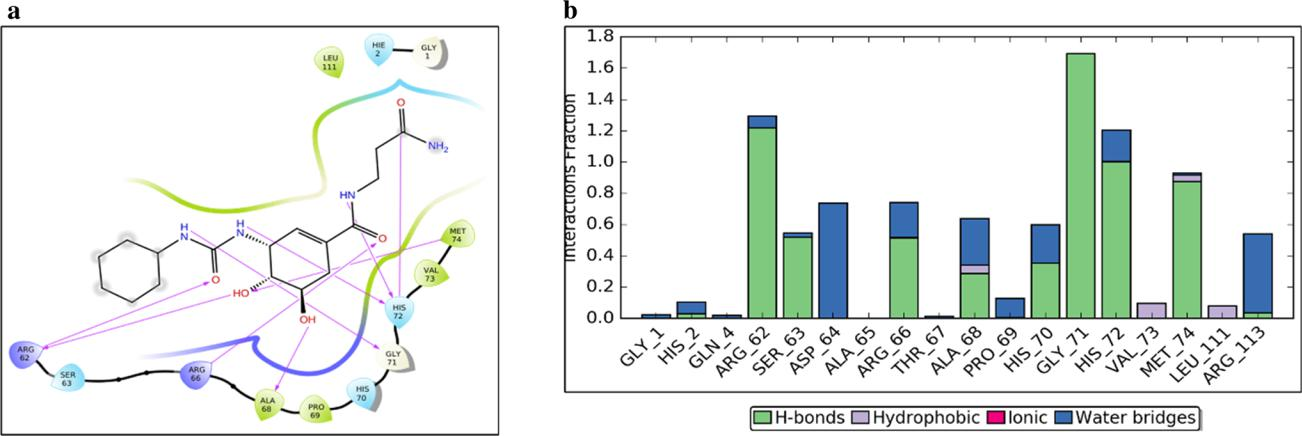 a
LEU
111
HIE
2
GLY
1
O
NH2
HN
O
H
N
H
N
O
HO
OH
MET
74
VAL
73
HIS
72
GLY
71
HIS
70
PRO
69
ALA
68
ARG
66
SER
63
ARG
62
b
Interactions Fraction
1.8
1.6
1.4
1.2
1.0
0.8
0.6
0.4
0.2
0.0
GLY_1
HIS_2
GLN_4
ARG_62
SER_63
ASP_64
ALA_65
ARG_66
THR_67
ALA_68
PRO_69
HIS_70
GLY_71
HIS_72
VAL_73
MET_74
LEU_111
ARG_113
H-bonds Hydrophobic Ionic Water bridges